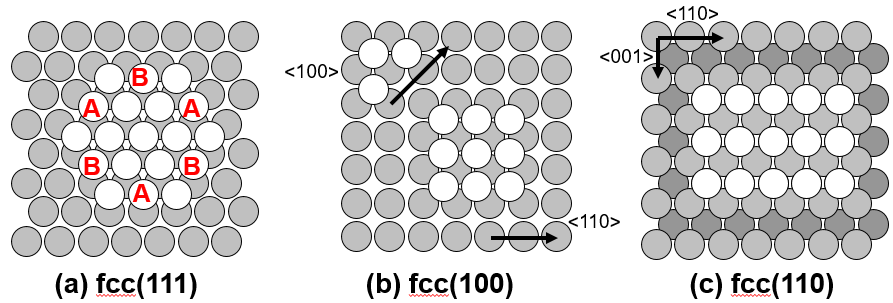 B
A A
B B
A
(a) fcc(111)
<100>
<110>
(b) fcc(100)
<110>
<001>
(c) fcc(110)